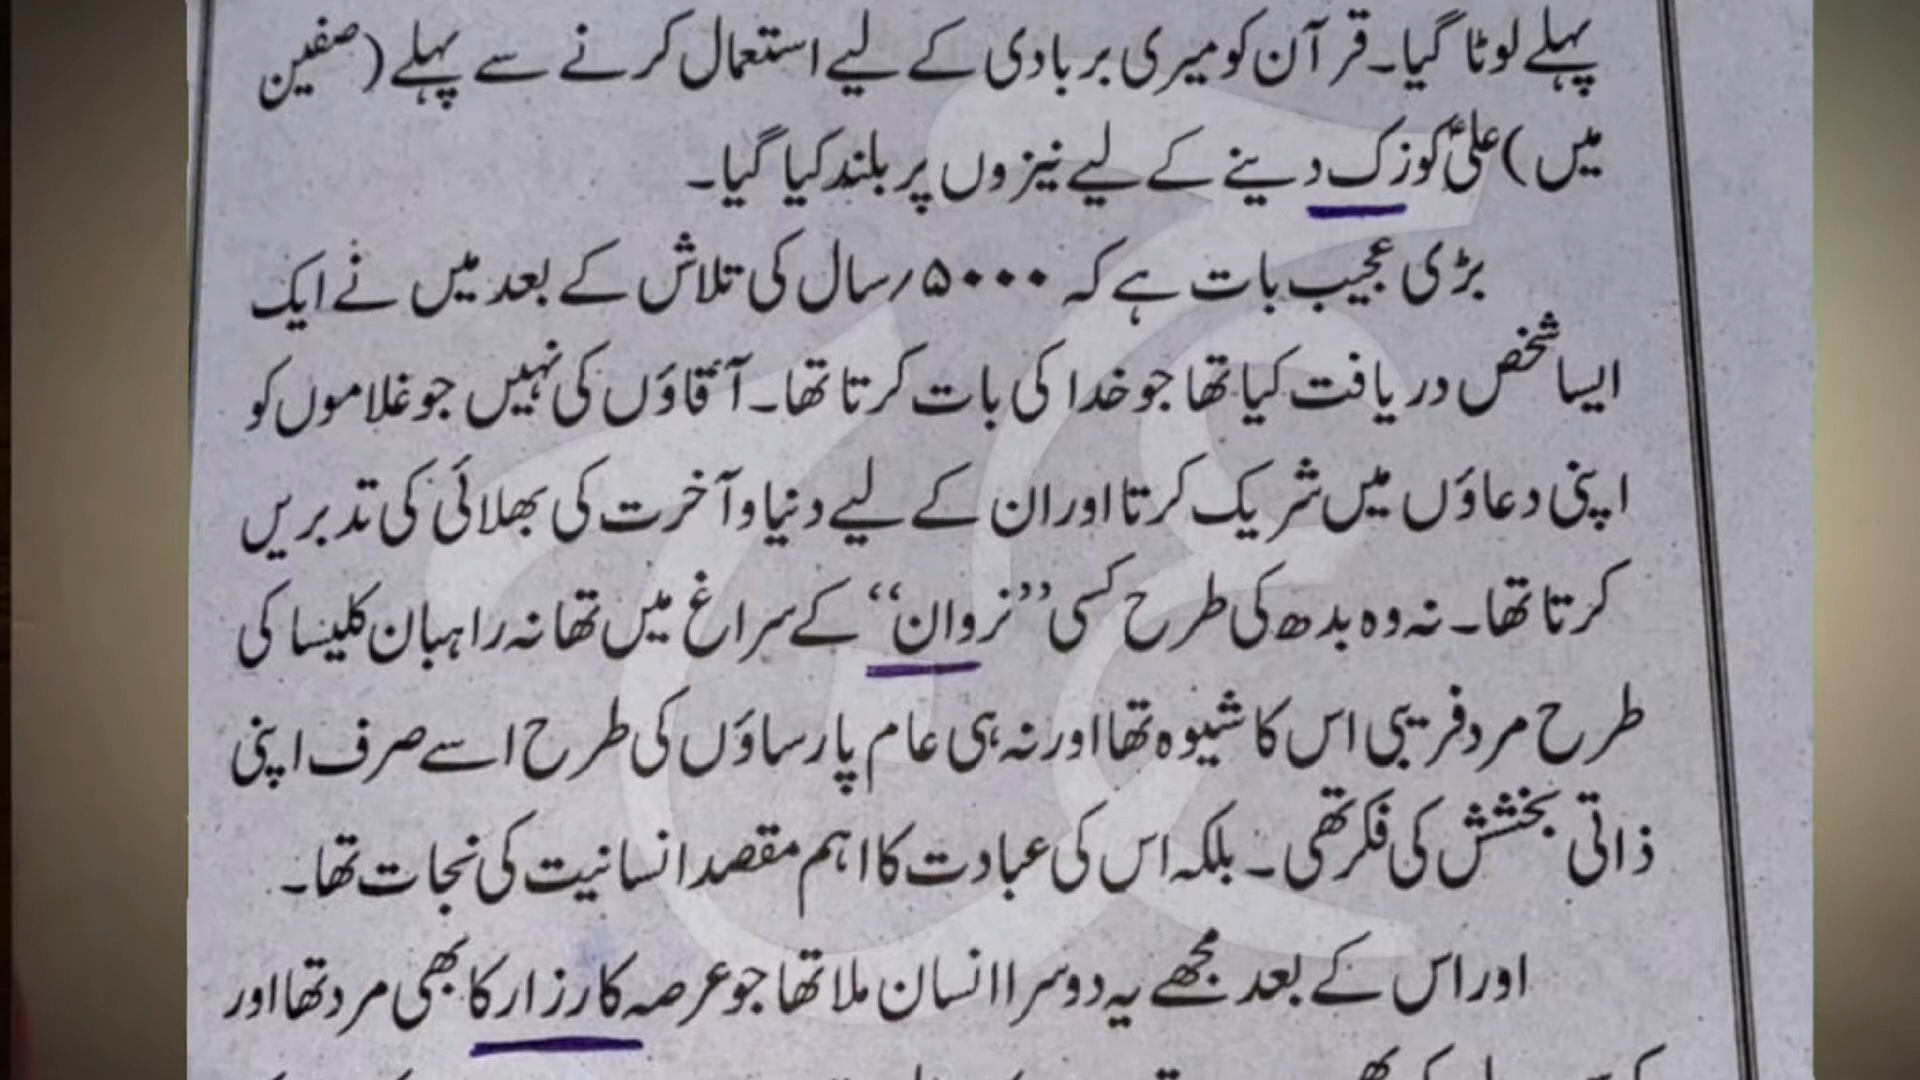 پہلے لوٹا گیا۔ قرآن کو میری بربادی کے لیے استعمال کرنے سے پہلے (صفین
میں) علیؑ کو زک دینے کے لیے نیزوں پر بلند کیا گیا۔
بڑی عجیب بات ہے کہ ۵۰۰۰؍سال کی تلاش کے بعد میں نے ایک
ایسا شخص دریافت کیا تھا جو خدا کی بات کرتا تھا۔ آقاؤں کی نہیں جو غلاموں کو
اپنی دعاؤں میں شریک کرتا اور ان کے لیے دنیا و آخرت کی بھلائی کی تدبریں
کرتا تھا۔ نہ وہ بدھ کی طرح کسی ”نروان“ کے سراغ میں تھا نہ راہبان کلیسا کی
طرح مرد فریبی اس کا شیوہ تھا اور نہ ہی عام پارساؤں کی طرح اسے صرف اپنی
ذاتی بخشش کی فکر تھی۔ بلکہ اس کی عبادت کا اہم مقصد انسانیت کی نجات تھا۔
اور اس کے بعد مجھے یہ دوسرا انسان ملا تھا جو عرصہ کارزار کا بھی مرد تھا اور